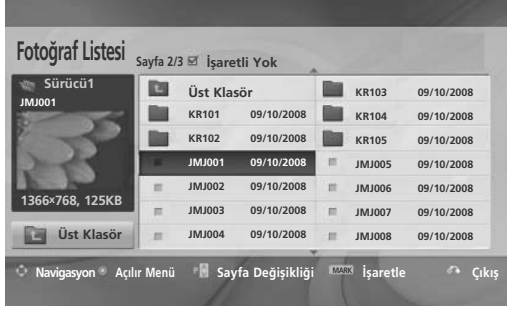 Fotoğraf Listesi
Sayfa 2/3 İşaretli Yok
Sürücü1
JMJ001
1366×768, 125KB
Üst Klasör
Üst Klasör
KR101 09/10/2008
KR102 09/10/2008
JMJ001 09/10/2008
JMJ002 09/10/2008
JMJ003 09/10/2008
JMJ004 09/10/2008
KR103 09/10/2008
KR104 09/10/2008
KR105 09/10/2008
JMJ005 09/10/2008
JMJ006 09/10/2008
JMJ007 09/10/2008
JMJ008 09/10/2008
Navigasyon Açılır Menü Sayfa Değişikliği MARK İşaretle Çıkış